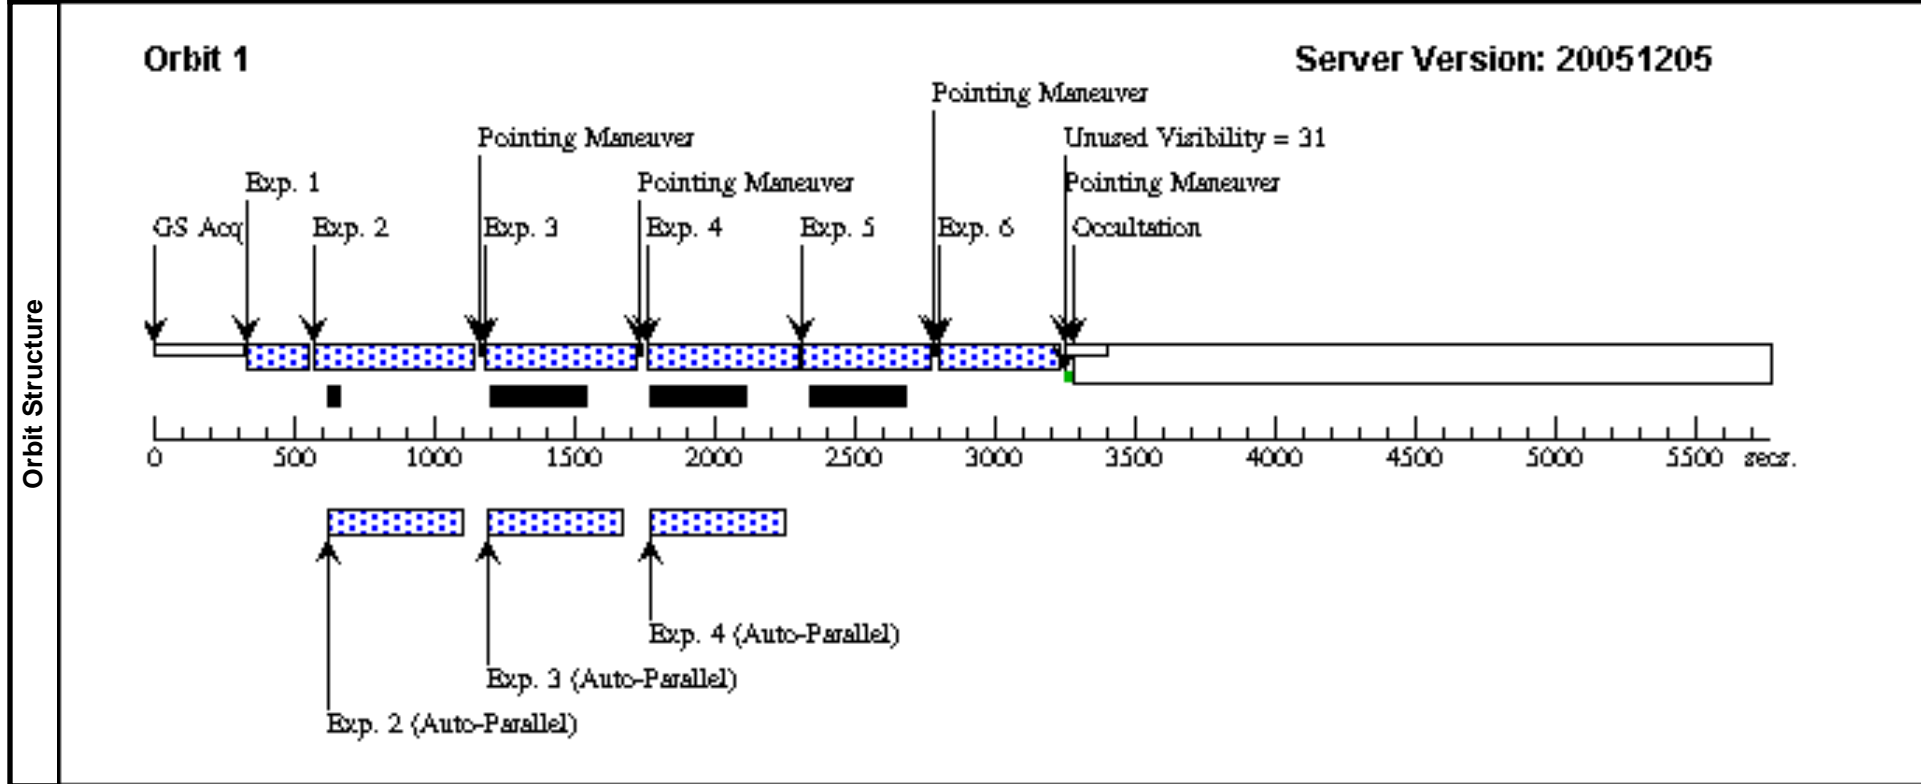 Orbit 1
Server Version: 20051205
Pointing Maneuver
Pointing Maneuver
Unused Visibility = 31
Exp. 1
Pointing Maneuver
Pointing Maneuver
GS Acq
Exp. 2
Exp. 3
Exp. 4
Exp. 5
Exp. 6
Occultation
Orbit Structure
0 500 1000 1500 2000 2500 3000 3500 4000 4500 5000 5500 secs.
Exp. 4 (Auto-Parallel)
Exp. 3 (Auto-Parallel)
Exp. 2 (Auto-Parallel)